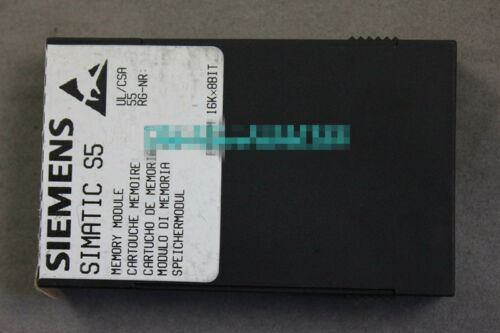 SIEMENS
SIMATIC S5
MEMORY MODULE
CARTOUCHE MEMOIRE
CARTUCHO DE MEMORIA
MODULO DI MEMORIA
SPEICHERMODUL
UL/CSA
55
RG-NR:
16K×8BIT